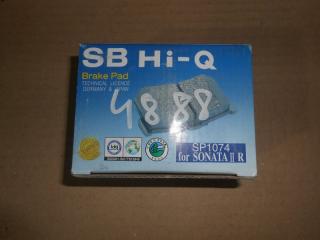 SB Hi-Q
Brake Pad
TECHNICAL LICENCE
GERMANY & JAPAN
4888
SP1074
for SONATA II R